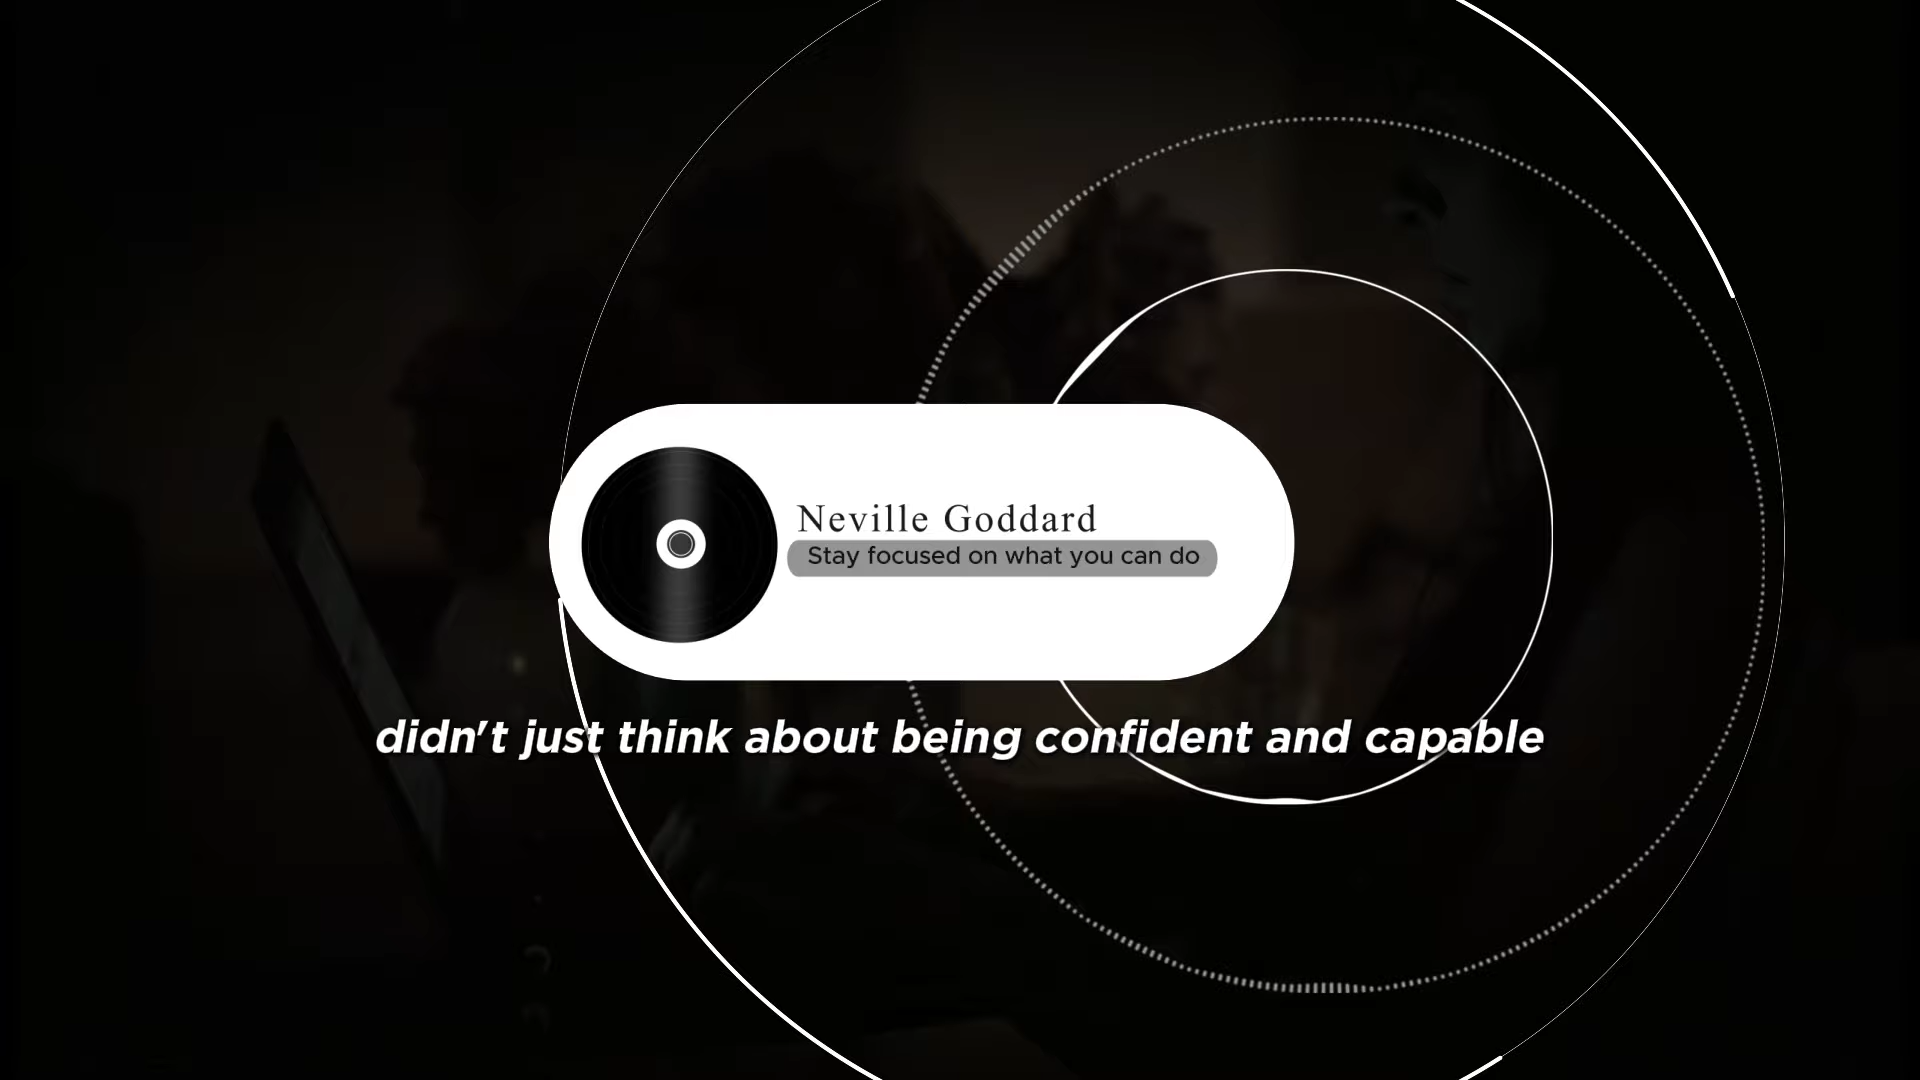 Neville Goddard
Stay focused on what you can do
didn't just think about being confident and capable